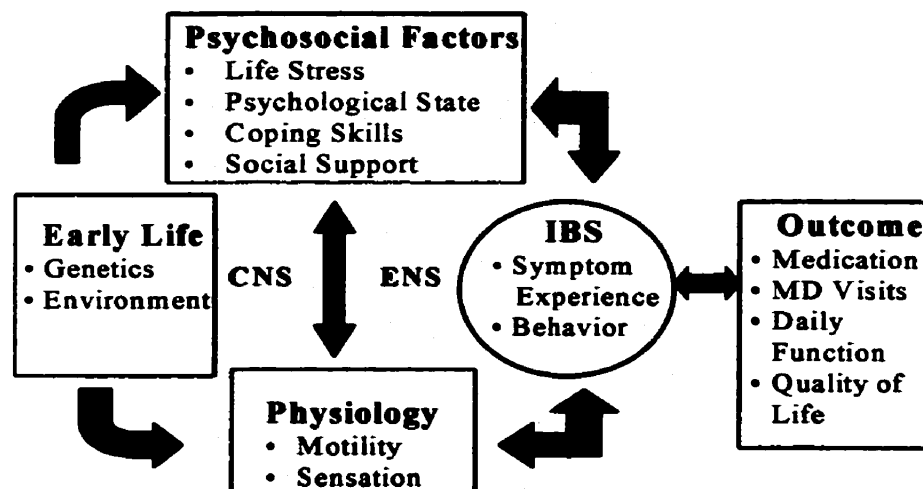 Psychosocial Factors
• Life Stress
• Psychological State
• Coping Skills
• Social Support
Early Life
• Genetics
• Environment
CNS
ENS
IBS
• Symptom
Experience
• Behavior
Outcome
• Medication
• MD Visits
• Daily
Function
• Quality of
Life
Physiology
• Motility
• Sensation